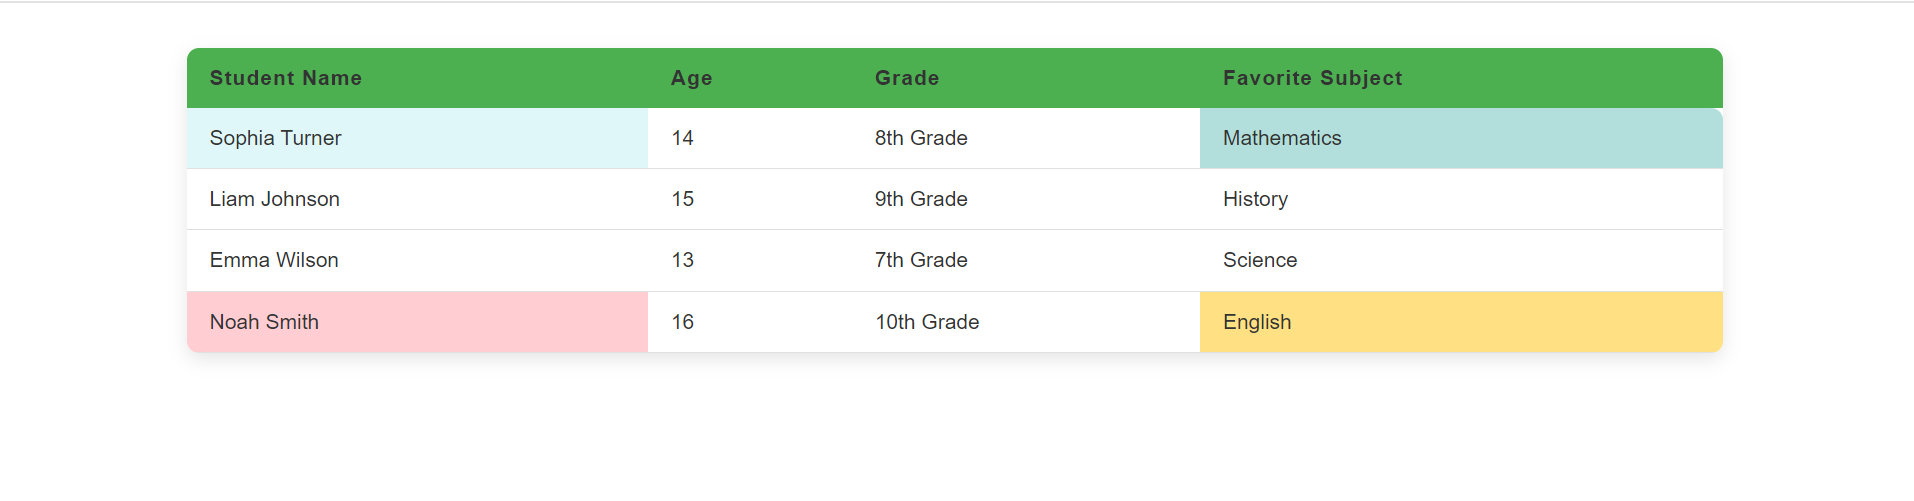 Student Name Age Grade Favorite Subject
Sophia Turner 14 8th Grade Mathematics
Liam Johnson 15 9th Grade History
Emma Wilson 13 7th Grade Science
Noah Smith 16 10th Grade English